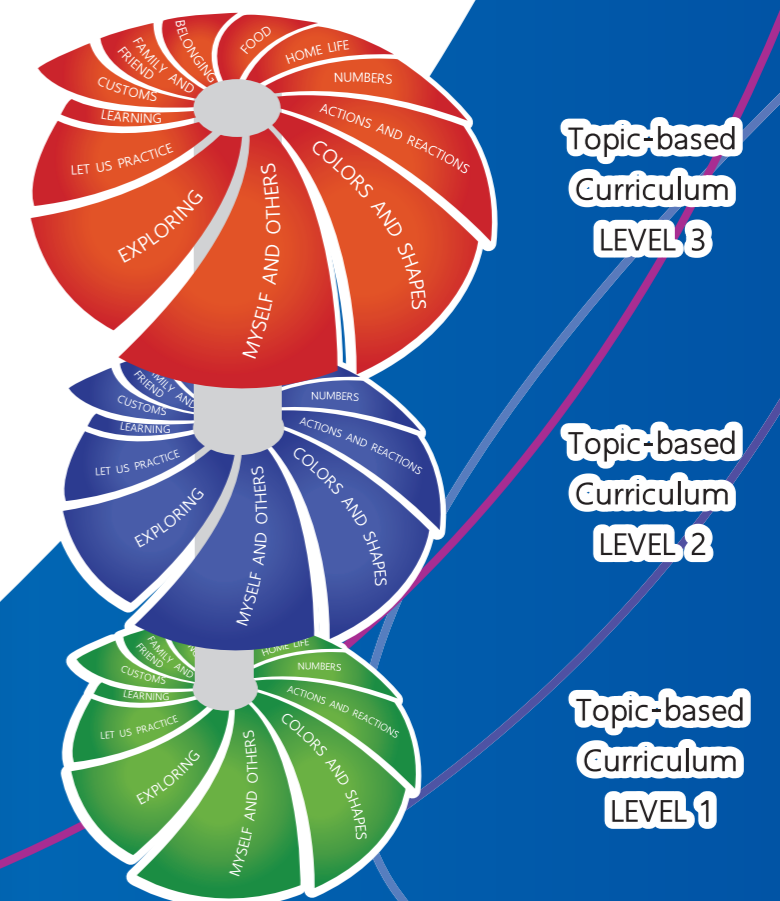 BELONGING
FOOD
HOME LIFE
NUMBERS
ACTIONS AND REACTIONS
COLORS AND SHAPES
MYSELF AND OTHERS
EXPLORING
LET US PRACTICE
LEARNING
CUSTOMS
FAMILY AND
FRIEND
Topic-based
Curriculum
LEVEL 3
MILY AND
FRIEND
CUSTOMS
LEARNING
LET US PRACTICE
EXPLORING
MYSELF AND OTHERS
COLORS AND SHAPES
ACTIONS AND REACTIONS
NUMBERS
Topic-based
Curriculum
LEVEL 2
FAMILY AND
FRIEND
CUSTOMS
LEARNING
LET US PRACTICE
EXPLORING
MYSELF AND OTHERS
COLORS AND SHAPES
ACTIONS AND REACTIONS
NUMBERS
HOME LIFE
Topic-based
Curriculum
LEVEL 1